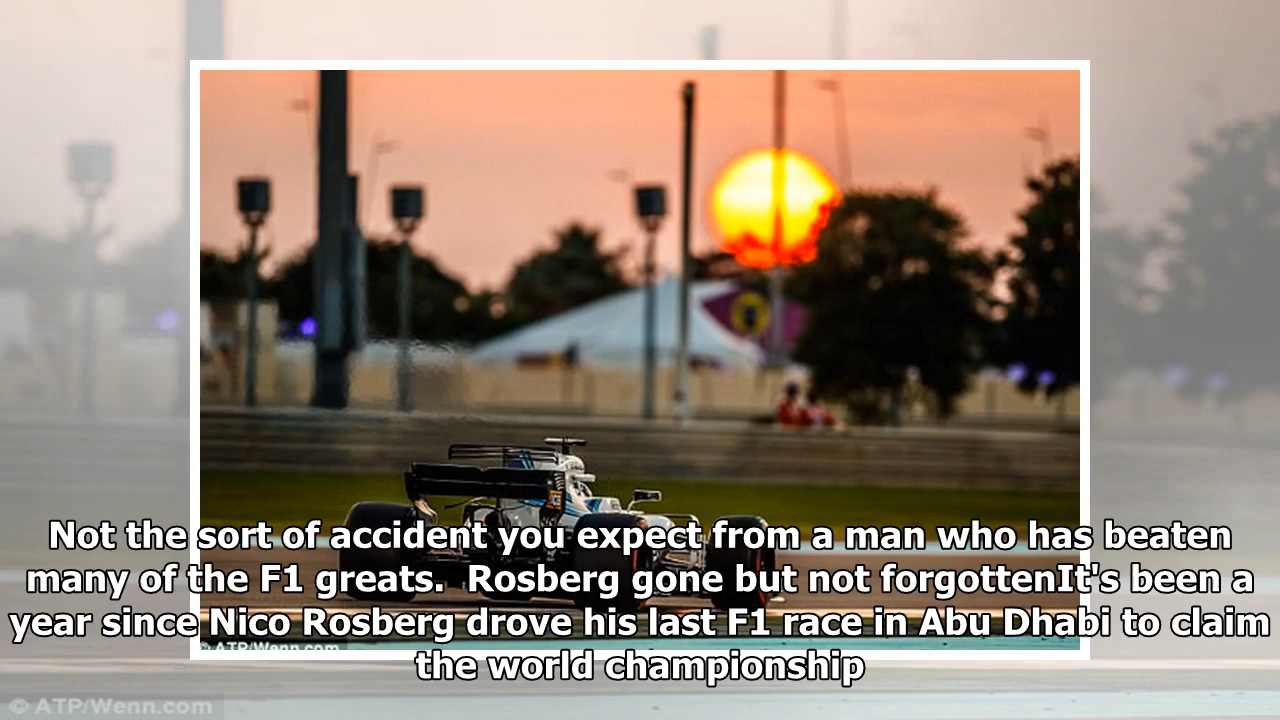 Not the sort of accident you expect from a man who has beaten
many of the F1 greats.  Rosberg gone but not forgottenIt's been a
year since Nico Rosberg drove his last F1 race in Abu Dhabi to claim
the world championship
© ATP/Wenn.com
© ATP/Wenn.com